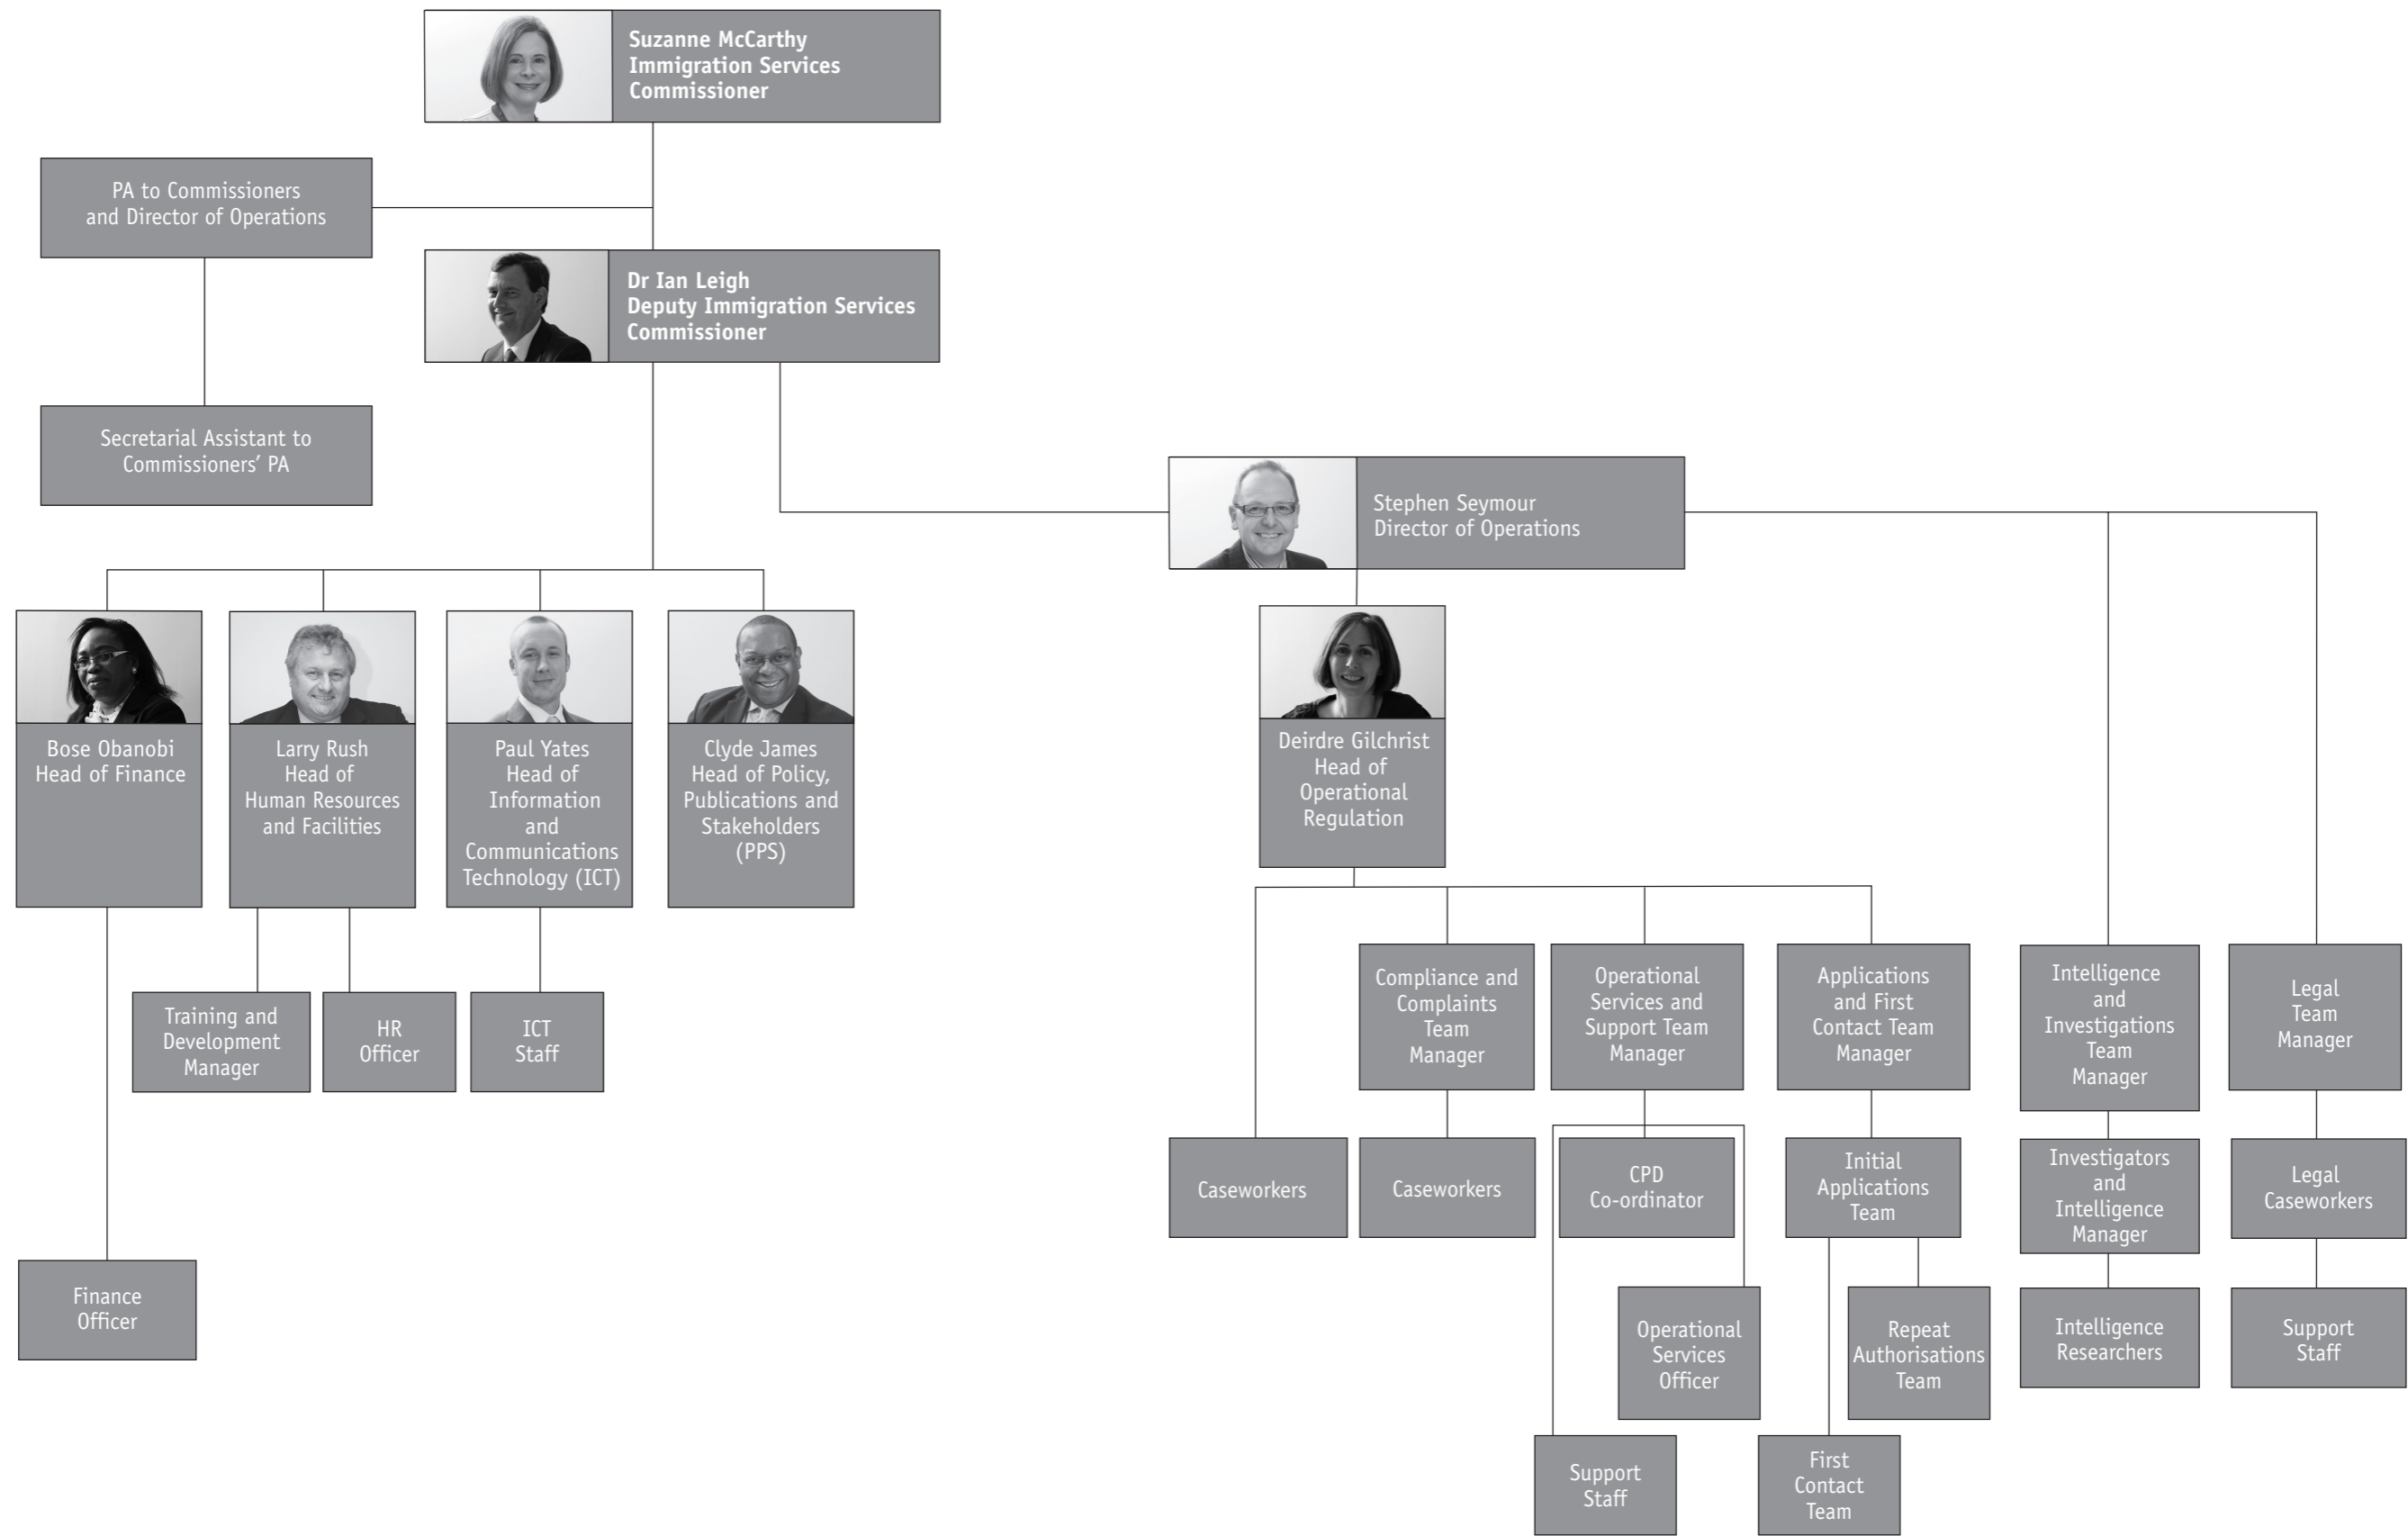 Suzanne McCarthy
Immigration Services
Commissioner
PA to Commissioners
and Director of Operations
Dr Ian Leigh
Deputy Immigration Services
Commissioner
Secretarial Assistant to
Commissioners’ PA
Stephen Seymour
Director of Operations
Bose Obanobi
Head of Finance
Larry Rush
Head of
Human Resources
and Facilities
Paul Yates
Head of
Information
and
Communications
Technology (ICT)
Clyde James
Head of Policy,
Publications and
Stakeholders
(PPS)
Deirdre Gilchrist
Head of
Operational
Regulation
Training and
Development
Manager
HR
Officer
ICT
Staff
Compliance and
Complaints
Team
Manager
Operational
Services and
Support Team
Manager
Applications
and First
Contact Team
Manager
Intelligence
and
Investigations
Team
Manager
Legal
Team
Manager
Caseworkers
Caseworkers
CPD
Co-ordinator
Initial
Applications
Team
Investigators
and
Intelligence
Manager
Legal
Caseworkers
Finance
Officer
Operational
Services
Officer
Repeat
Authorisations
Team
Intelligence
Researchers
Support
Staff
Support
Staff
First
Contact
Team